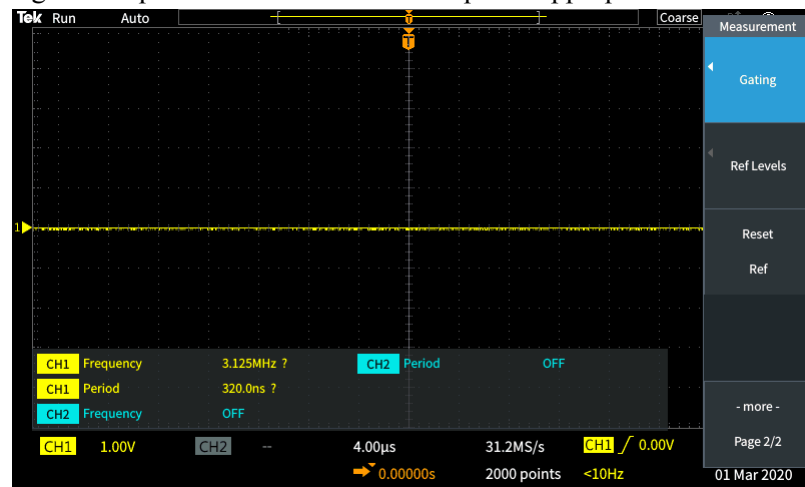 Tek Run Auto Coarse
T
T
Measurement
Gating
Ref Levels
Reset
Ref
1
CH1 Frequency 3.125MHz ? CH2 Period OFF
CH1 Period 320.0ns ?
CH2 Frequency OFF
- more -
Page 2/2
CH1 1.00V CH2 -- 4.00µs 31.2MS/s CH1 0.00V
0.00000s 2000 points <10Hz 01 Mar 2020